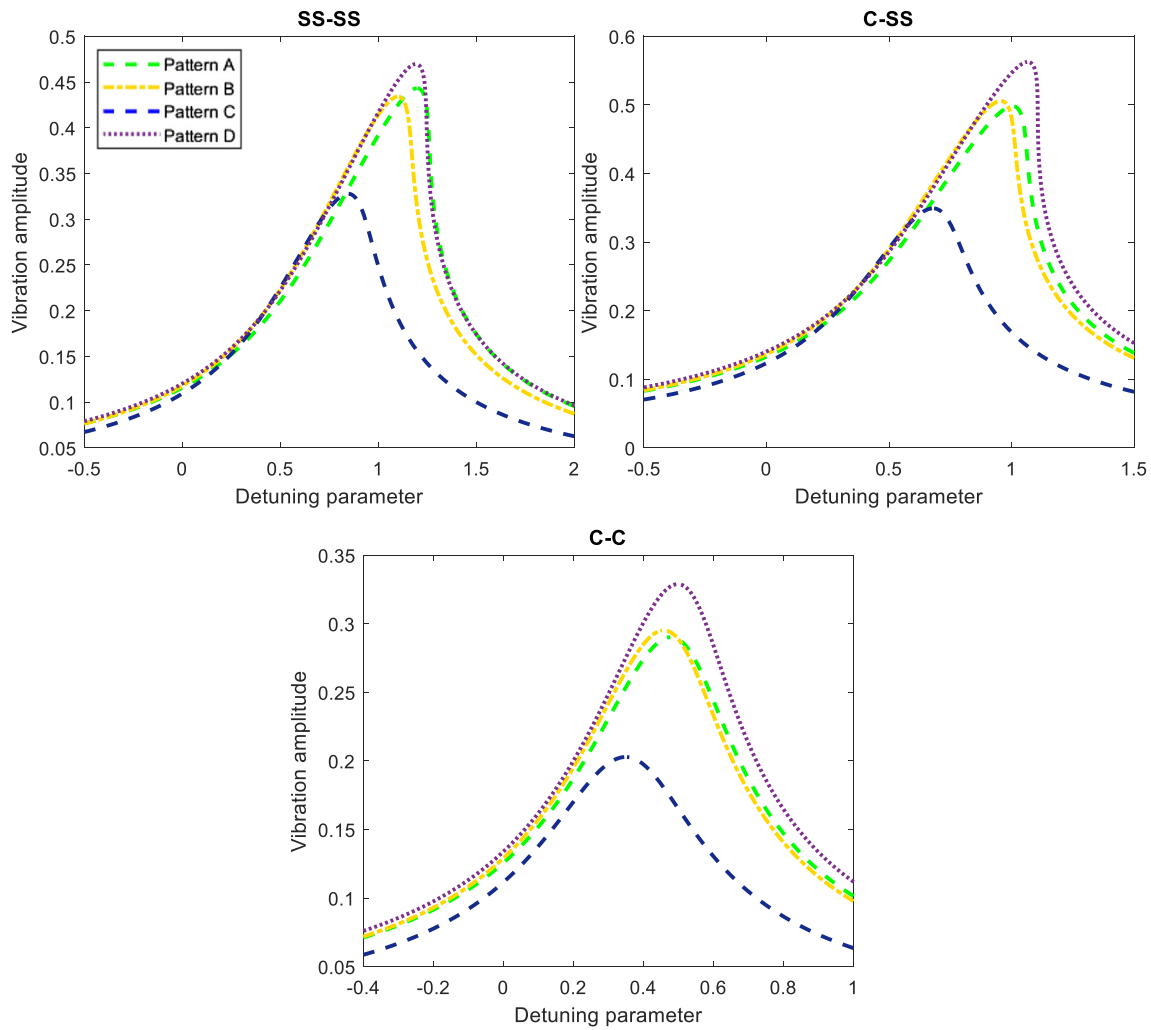 SS-SS
0.5
0.45
0.4
0.35
0.3
0.25
0.2
0.15
0.1
0.05
Vibration amplitude
Pattern A
Pattern B
Pattern C
Pattern D
-0.5 0 0.5 1 1.5 2
Detuning parameter
C-SS
0.6
0.5
0.4
0.3
0.2
0.1
0
Vibration amplitude
-0.5 0 0.5 1 1.5
Detuning parameter
C-C
0.35
0.3
0.25
0.2
0.15
0.1
0.05
Vibration amplitude
-0.4 -0.2 0 0.2 0.4 0.6 0.8 1
Detuning parameter